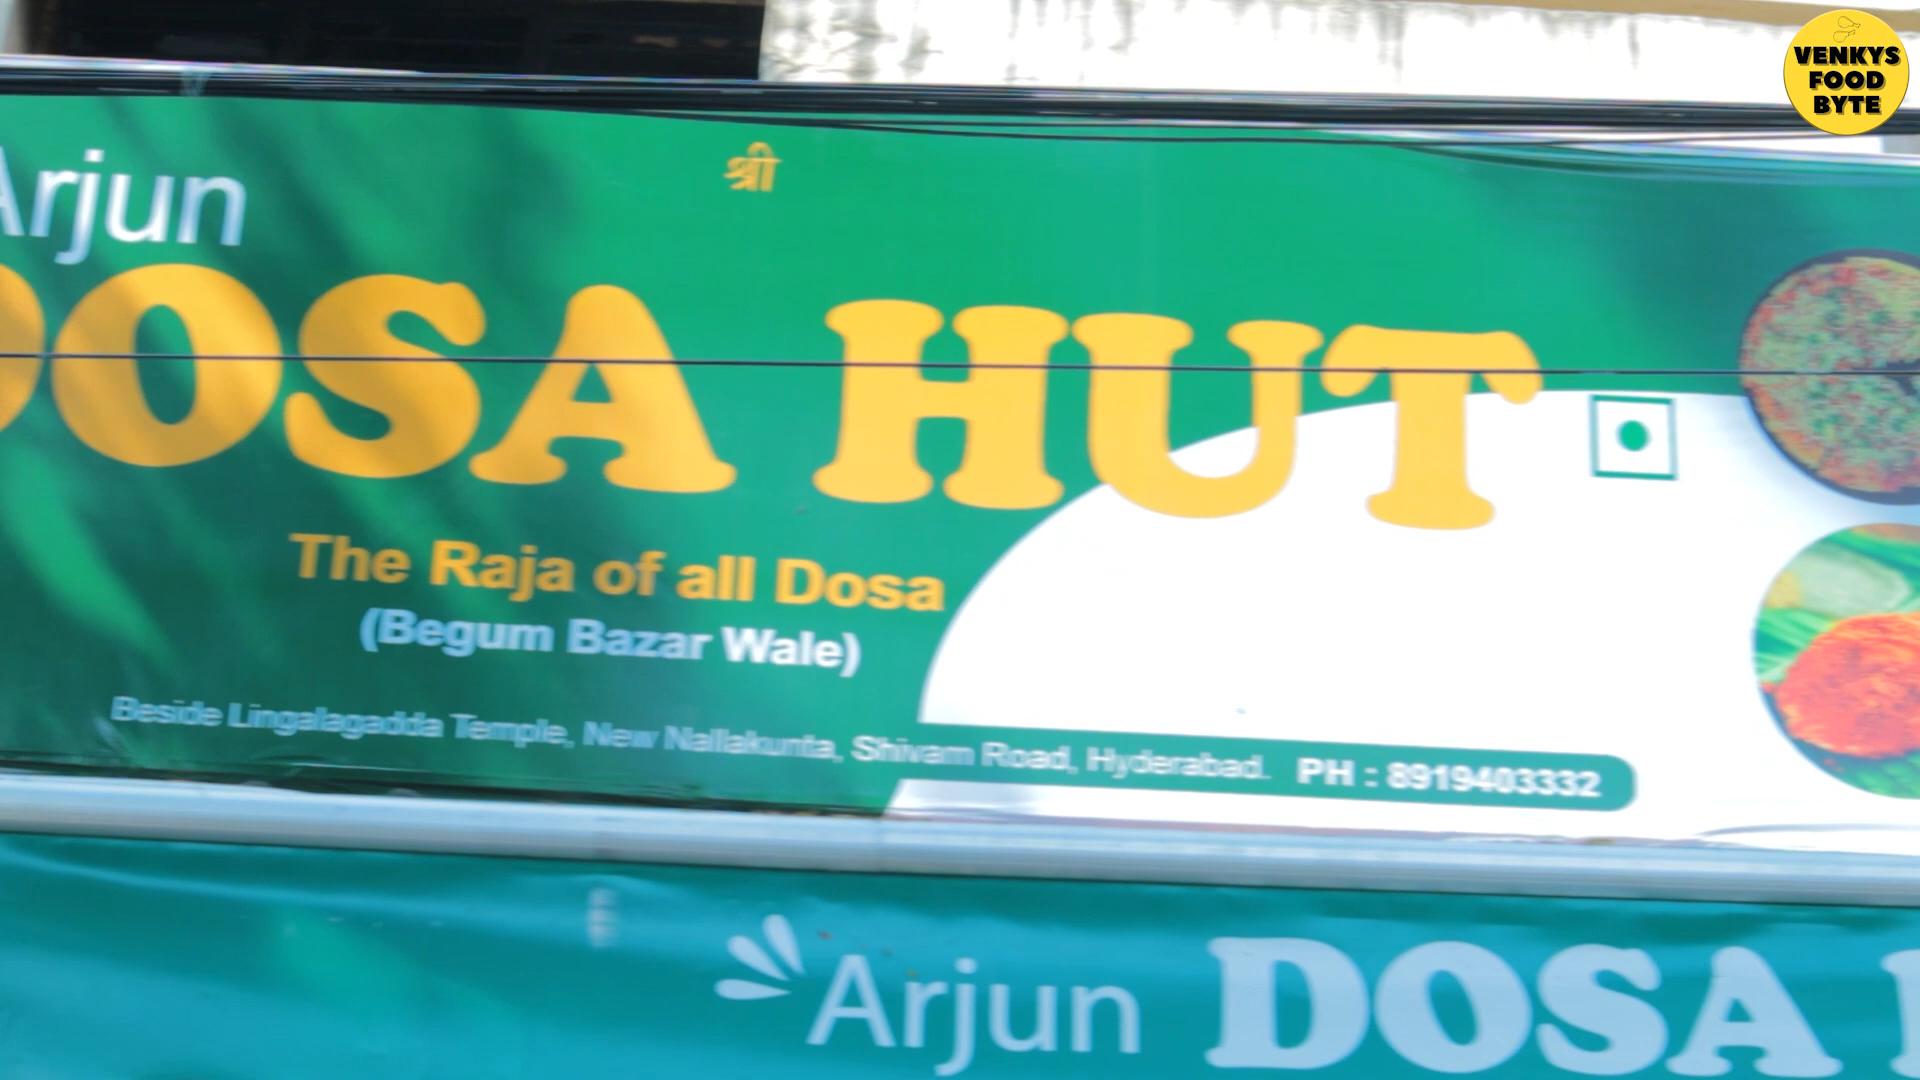 VENKYS
FOOD
BYTE
श्री
Arjun
DOSA HUT
The Raja of all Dosa
(Begum Bazar Wale)
Beside Lingalagadda Temple, New Nallakunta, Shivam Road, Hyderabad. PH : 8919403332
Arjun DOSA